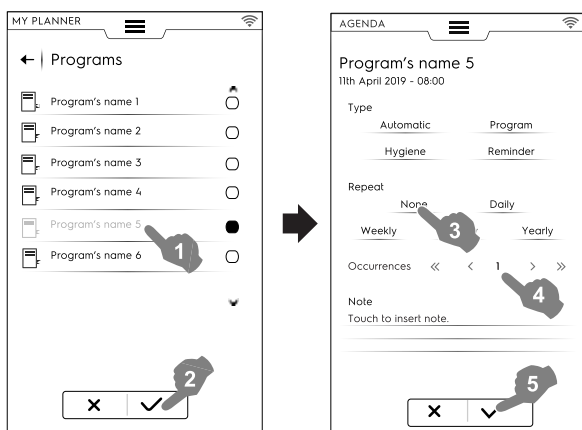 MY PLANNER
Programs
Program's name 1
Program's name 2
Program's name 3
Program's name 4
Program's name 5
1
Program's name 6
2
AGENDA
Program's name 5
11th April 2019 - 08:00
Type
Automatic Program
Hygiene Reminder
Repeat
None Daily
3
Weekly Yearly
Occurrences « < 1 > »
4
Note
Touch to insert note.
5